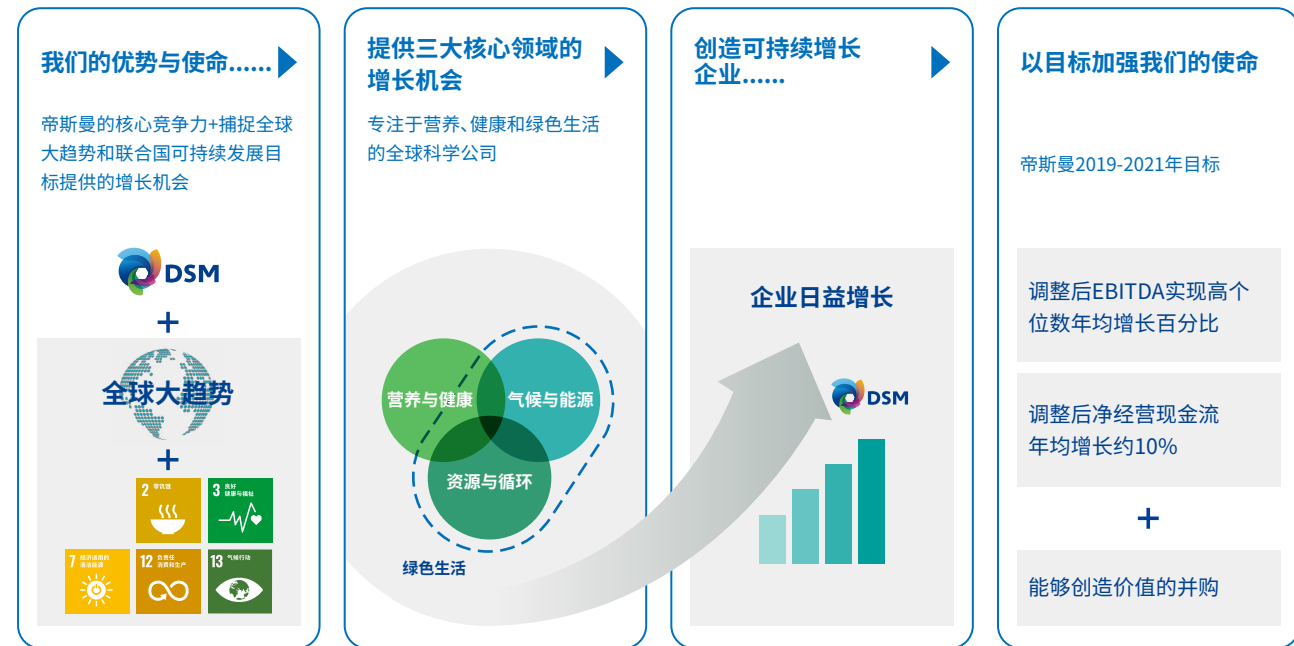 我们的优势与使命......
帝斯曼的核心竞争力+捕捉全球
大趋势和联合国可持续发展目
标提供的增长机会
DSM
+
全球大趋势
+
2 零饥饿
3 良好
健康与福祉
7 经济适用的
清洁能源
12 负责任
消费和生产
13 气候行动
提供三大核心领域的
增长机会
专注于营养、健康和绿色生活
的全球科学公司
营养与健康
气候与能源
资源与循环
绿色生活
创造可持续增长
企业......
企业日益增长
DSM
以目标加强我们的使命
帝斯曼2019-2021年目标
调整后EBITDA实现高个
位数年均增长百分比
调整后净经营现金流
年均增长约10%
+
能够创造价值的并购